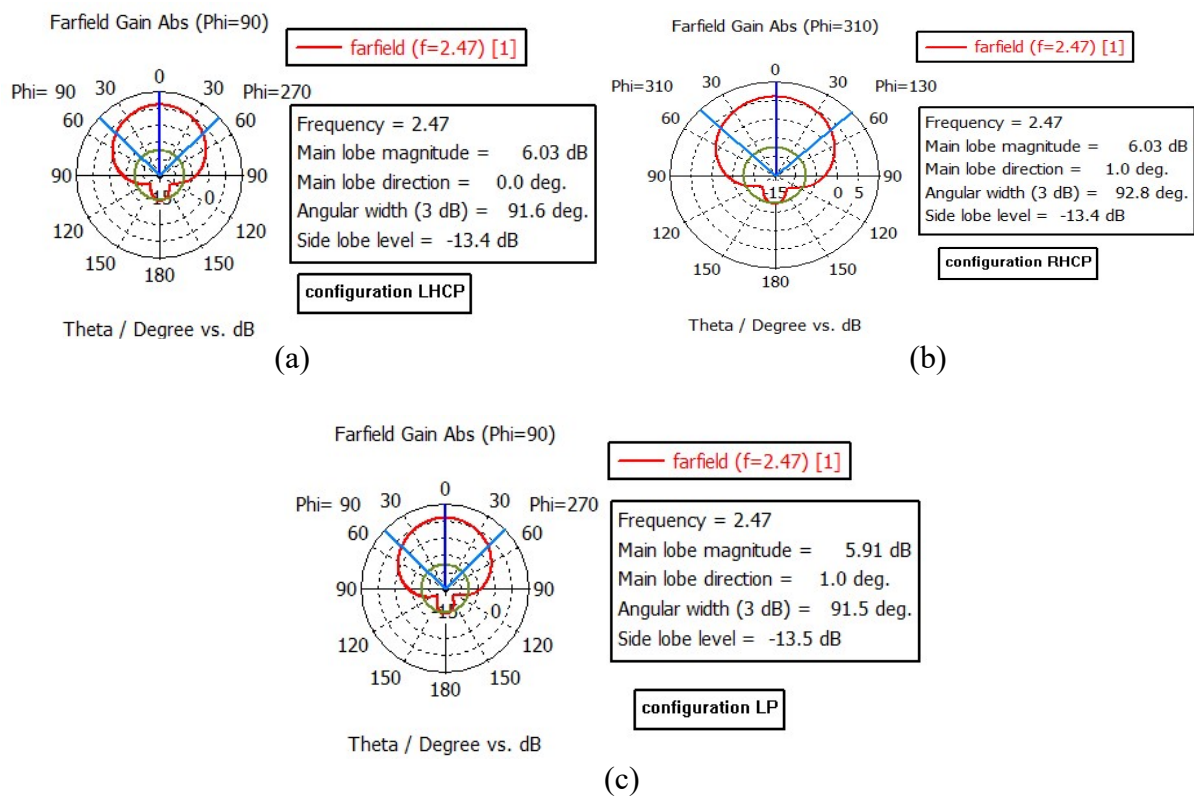 Farfield Gain Abs (Phi=90)
farfield (f=2.47) [1]
0
30 30
Phi= 90 Phi=270
60 60
90 90
-15 0
120 120
150 150
180
Theta / Degree vs. dB
Frequency = 2.47
Main lobe magnitude = 6.03 dB
Main lobe direction = 0.0 deg.
Angular width (3 dB) = 91.6 deg.
Side lobe level = -13.4 dB
configuration LHCP
(a)
Farfield Gain Abs (Phi=310)
farfield (f=2.47) [1]
0
30 30
Phi=310 Phi=130
60 60
90 90
-15 0 5
120 120
150 150
180
Theta / Degree vs. dB
Frequency = 2.47
Main lobe magnitude = 6.03 dB
Main lobe direction = 1.0 deg.
Angular width (3 dB) = 92.8 deg.
Side lobe level = -13.4 dB
configuration RHCP
(b)
Farfield Gain Abs (Phi=90)
farfield (f=2.47) [1]
0
30 30
Phi= 90 Phi=270
60 60
90 90
-15 0
120 120
150 150
180
Theta / Degree vs. dB
Frequency = 2.47
Main lobe magnitude = 5.91 dB
Main lobe direction = 1.0 deg.
Angular width (3 dB) = 91.5 deg.
Side lobe level = -13.5 dB
configuration LP
(c)